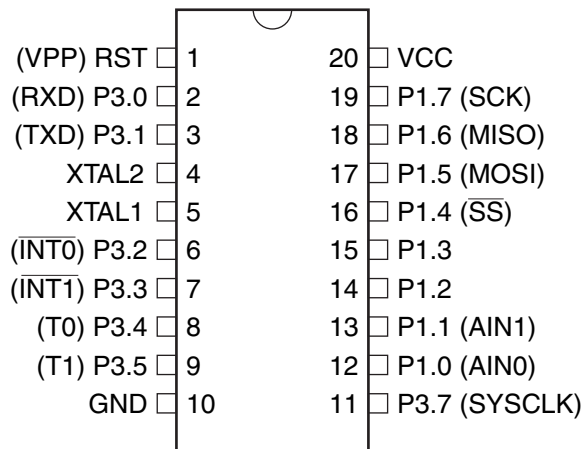 (VPP) RST 1 20 VCC
(RXD) P3.0 2 19 P1.7 (SCK)
(TXD) P3.1 3 18 P1.6 (MISO)
XTAL2 4 17 P1.5 (MOSI)
XTAL1 5 16 P1.4 (S̅S̅)
(I̅N̅T̅0̅) P3.2 6 15 P1.3
(I̅N̅T̅1̅) P3.3 7 14 P1.2
(T0) P3.4 8 13 P1.1 (AIN1)
(T1) P3.5 9 12 P1.0 (AIN0)
GND 10 11 P3.7 (SYSCLK)